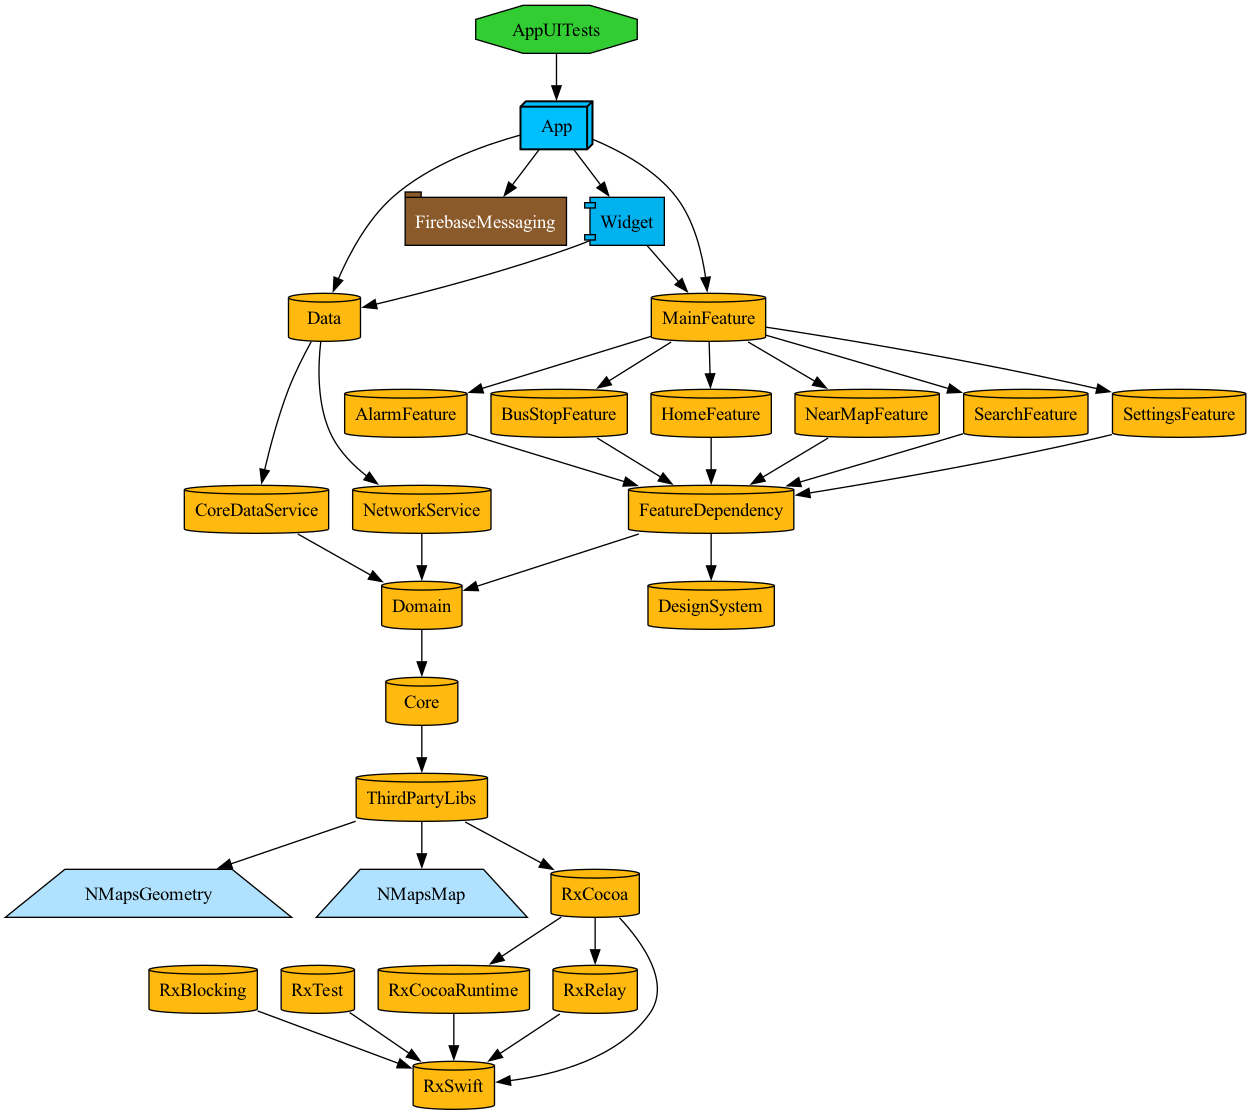 AppUITests
App
FirebaseMessaging
Widget
Data
MainFeature
AlarmFeature
BusStopFeature
HomeFeature
NearMapFeature
SearchFeature
SettingsFeature
CoreDataService
NetworkService
FeatureDependency
Domain
DesignSystem
Core
ThirdPartyLibs
NMapsGeometry
NMapsMap
RxCocoa
RxBlocking
RxTest
RxCocoaRuntime
RxRelay
RxSwift